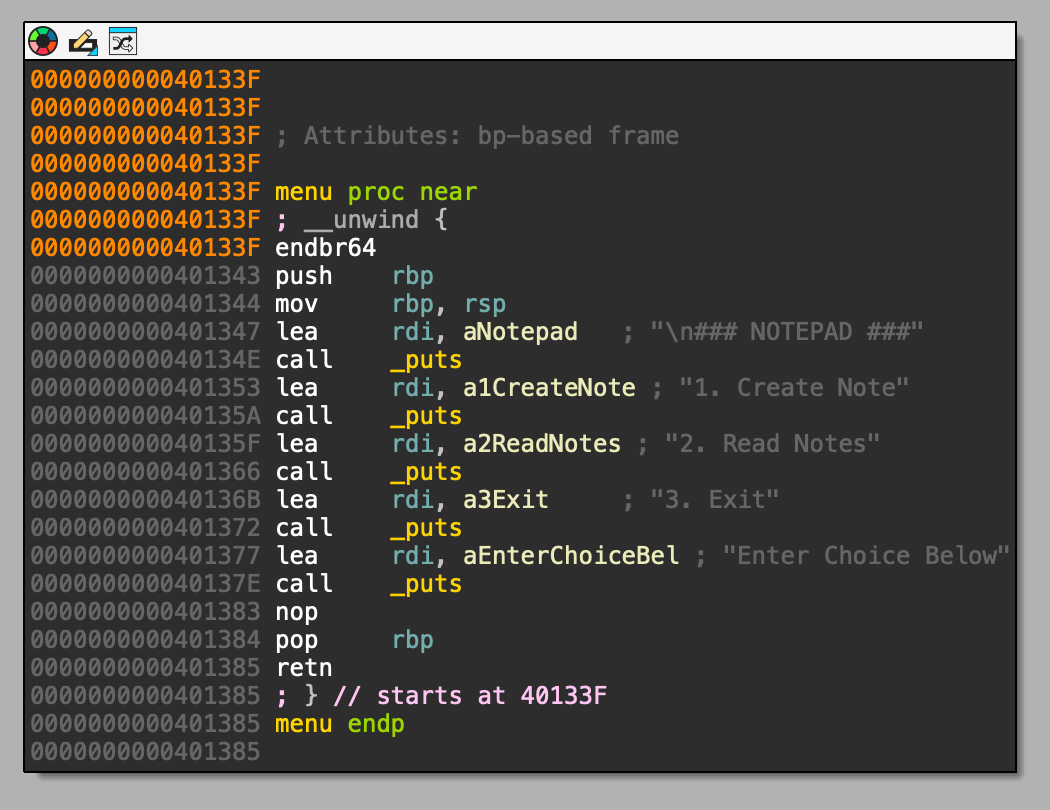 000000000040133F
000000000040133F
000000000040133F ; Attributes: bp-based frame
000000000040133F
000000000040133F menu proc near
000000000040133F ; __unwind {
000000000040133F endbr64
0000000000401343 push    rbp
0000000000401344 mov     rbp, rsp
0000000000401347 lea     rdi, aNotepad   ; "\n### NOTEPAD ###"
000000000040134E call    _puts
0000000000401353 lea     rdi, a1CreateNote ; "1. Create Note"
000000000040135A call    _puts
000000000040135F lea     rdi, a2ReadNotes ; "2. Read Notes"
0000000000401366 call    _puts
000000000040136B lea     rdi, a3Exit     ; "3. Exit"
0000000000401372 call    _puts
0000000000401377 lea     rdi, aEnterChoiceBel ; "Enter Choice Below"
000000000040137E call    _puts
0000000000401383 nop
0000000000401384 pop     rbp
0000000000401385 retn
0000000000401385 ; } // starts at 40133F
0000000000401385 menu endp
0000000000401385